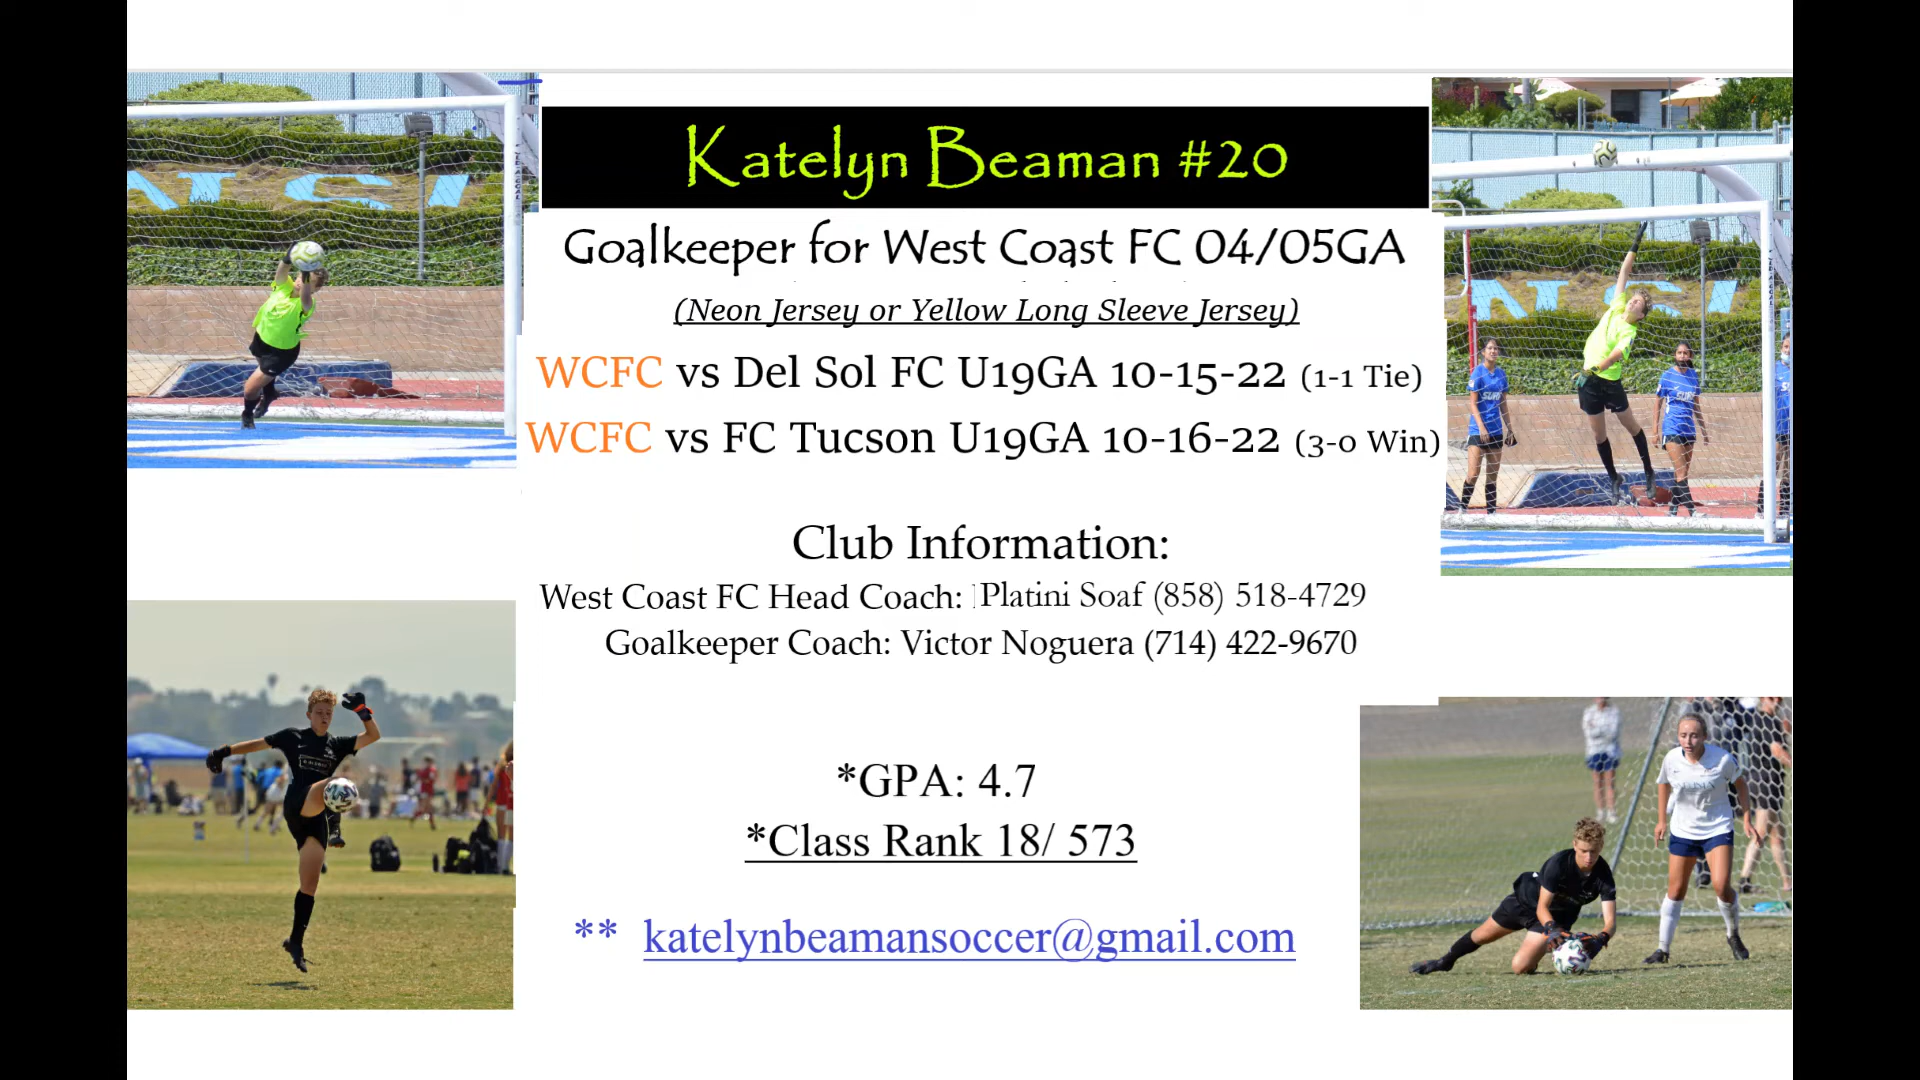 Katelyn Beaman #20
Goalkeeper for West Coast FC 04/05GA
(Neon Jersey or Yellow Long Sleeve Jersey)
WCFC vs Del Sol FC U19GA 10-15-22 (1-1 Tie)
WCFC vs FC Tucson U19GA 10-16-22 (3-0 Win)
Club Information:
West Coast FC Head Coach: Platini Soaf (858) 518-4729
Goalkeeper Coach: Victor Noguera (714) 422-9670
*GPA: 4.7
*Class Rank 18/ 573
** katelynbeamansoccer@gmail.com
SURF